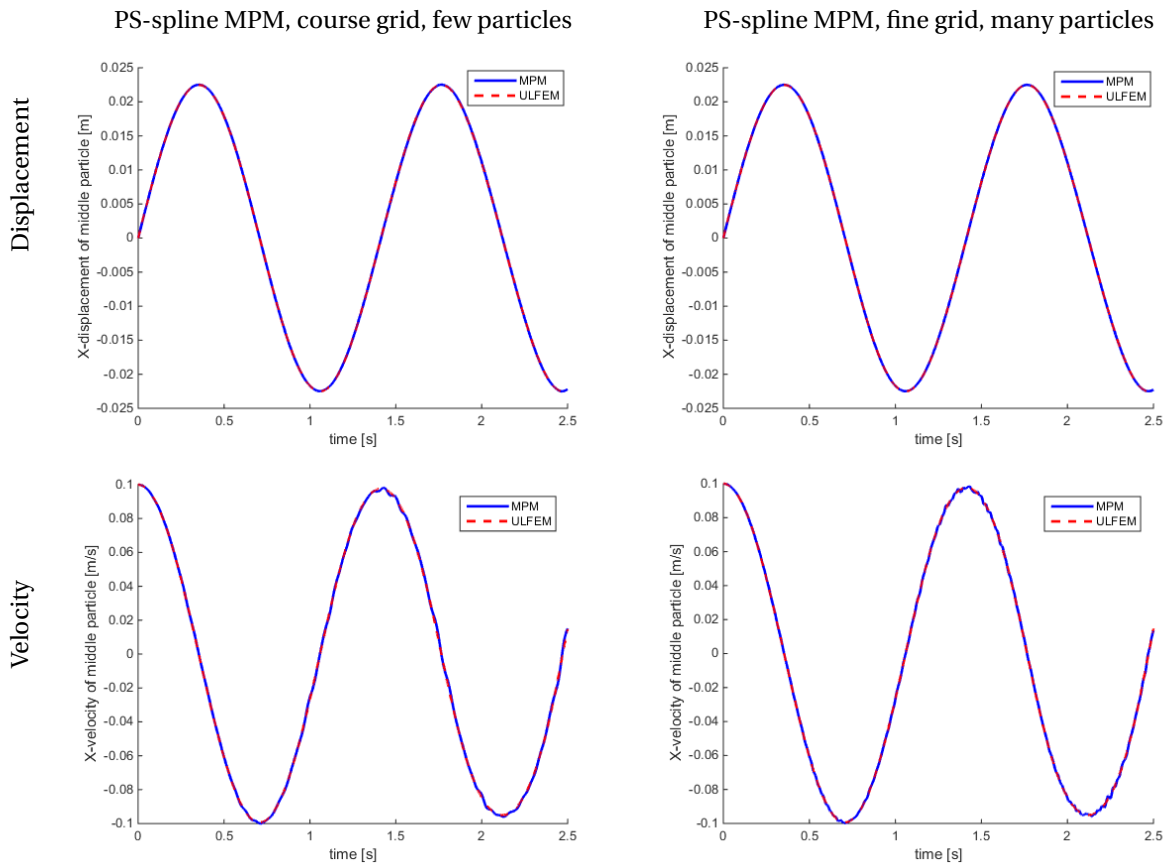 PS-spline MPM, course grid, few particles
PS-spline MPM, fine grid, many particles
Displacement
X-displacement of middle particle [m]
0.025
0.02
0.015
0.01
0.005
0
-0.005
-0.01
-0.015
-0.02
-0.025
MPM
ULFEM
0 0.5 1 1.5 2 2.5
time [s]
X-displacement of middle particle [m]
0.025
0.02
0.015
0.01
0.005
0
-0.005
-0.01
-0.015
-0.02
-0.025
MPM
ULFEM
0 0.5 1 1.5 2 2.5
time [s]
Velocity
X-velocity of middle particle [m/s]
0.1
0.08
0.06
0.04
0.02
0
-0.02
-0.04
-0.06
-0.08
-0.1
MPM
ULFEM
0 0.5 1 1.5 2 2.5
time [s]
X-velocity of middle particle [m/s]
0.1
0.08
0.06
0.04
0.02
0
-0.02
-0.04
-0.06
-0.08
-0.1
MPM
ULFEM
0 0.5 1 1.5 2 2.5
time [s]